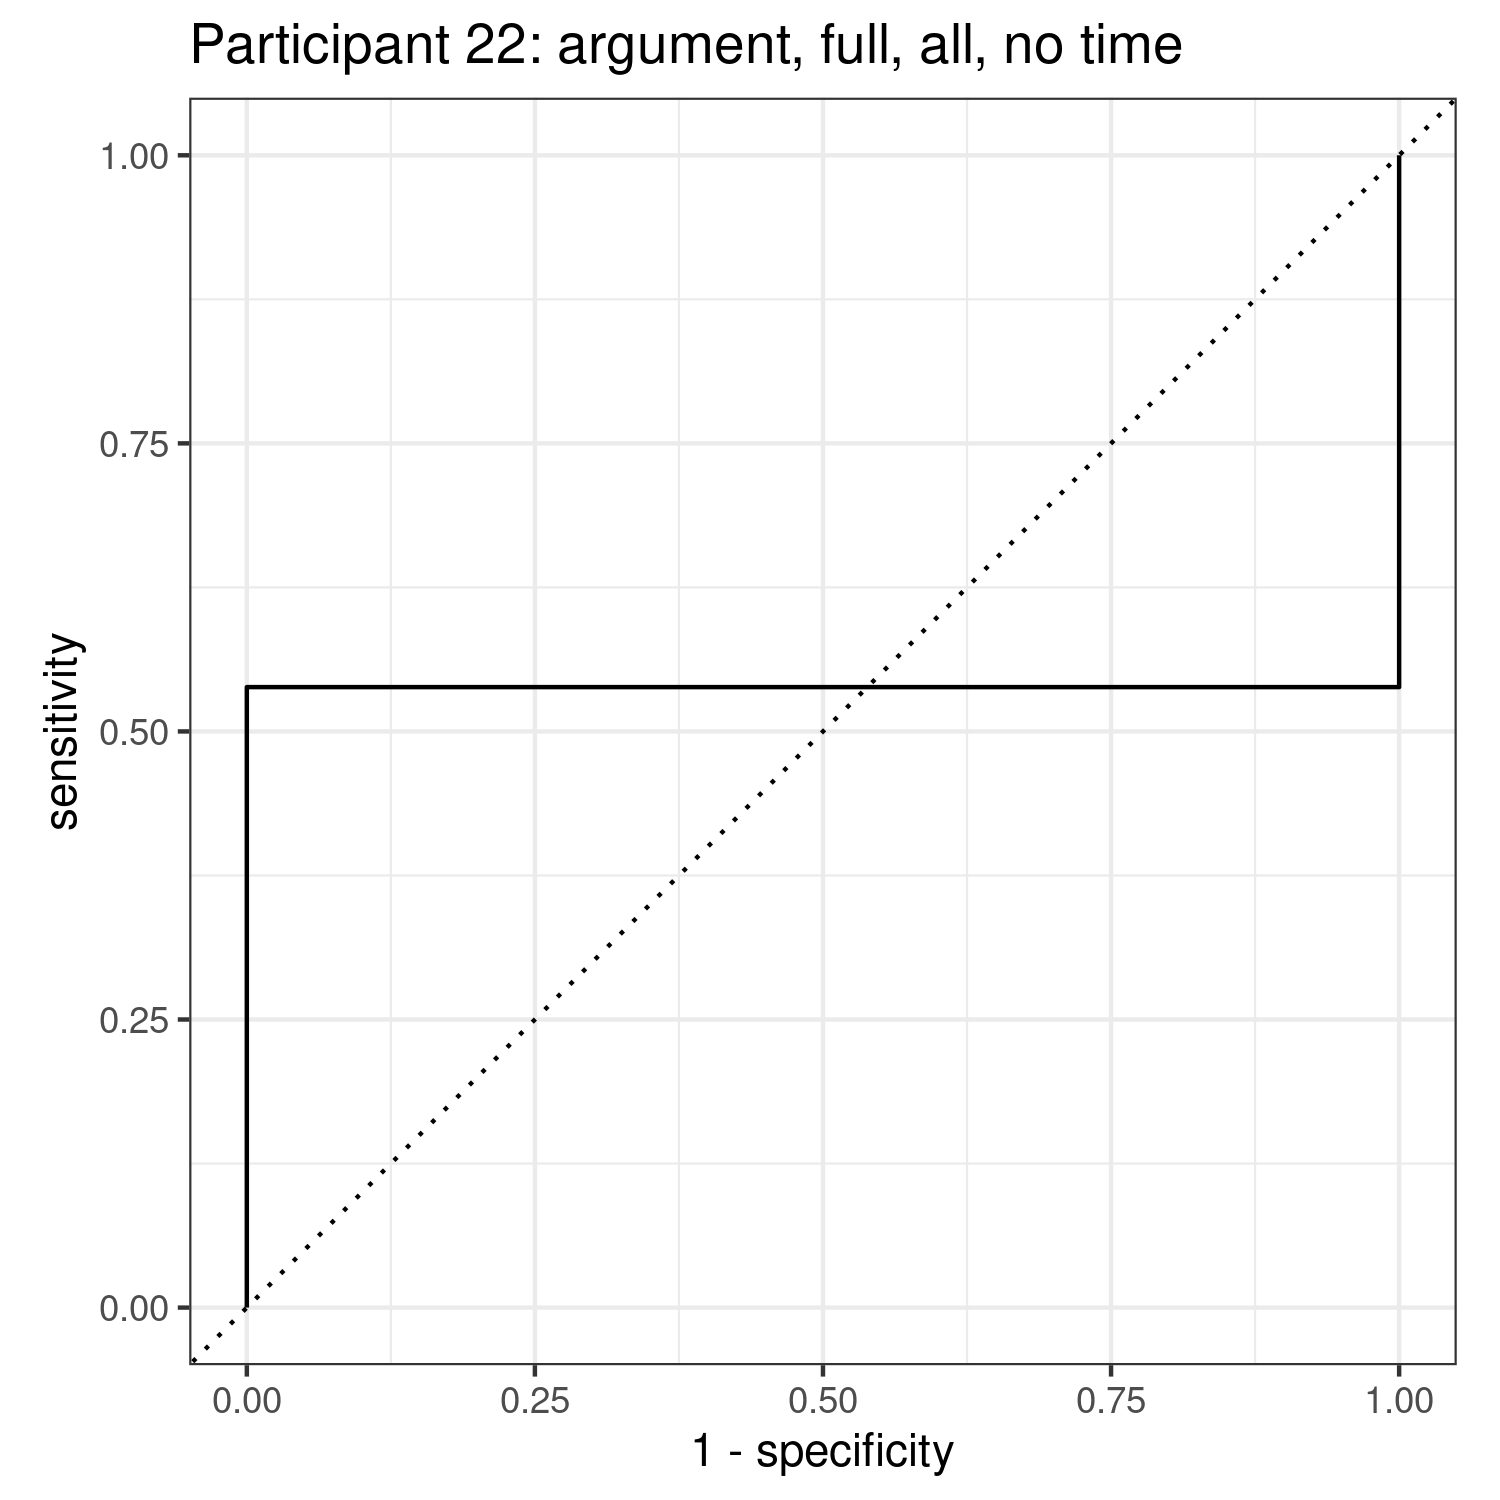 Participant 22: argument, full, all, no time
1.00
0.75
0.50
0.25
0.00
sensitivity
0.00 0.25 0.50 0.75 1.00
1 - specificity